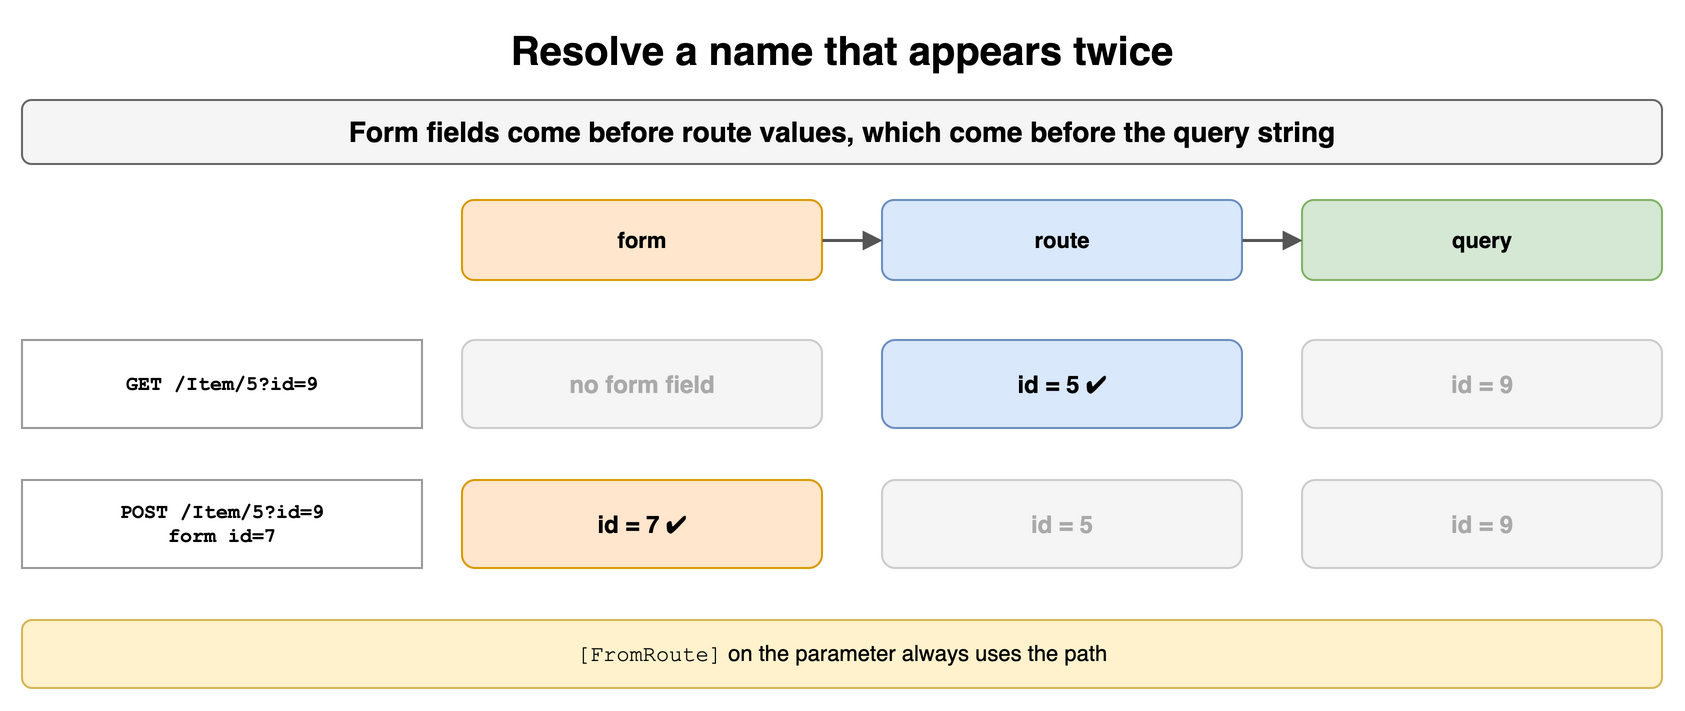 Resolve a name that appears twice
Form fields come before route values, which come before the query string
form
route
query
GET /Item/5?id=9
no form field
id = 5 ✔
id = 9
POST /Item/5?id=9
form id=7
id = 7 ✔
id = 5
id = 9
[FromRoute] on the parameter always uses the path